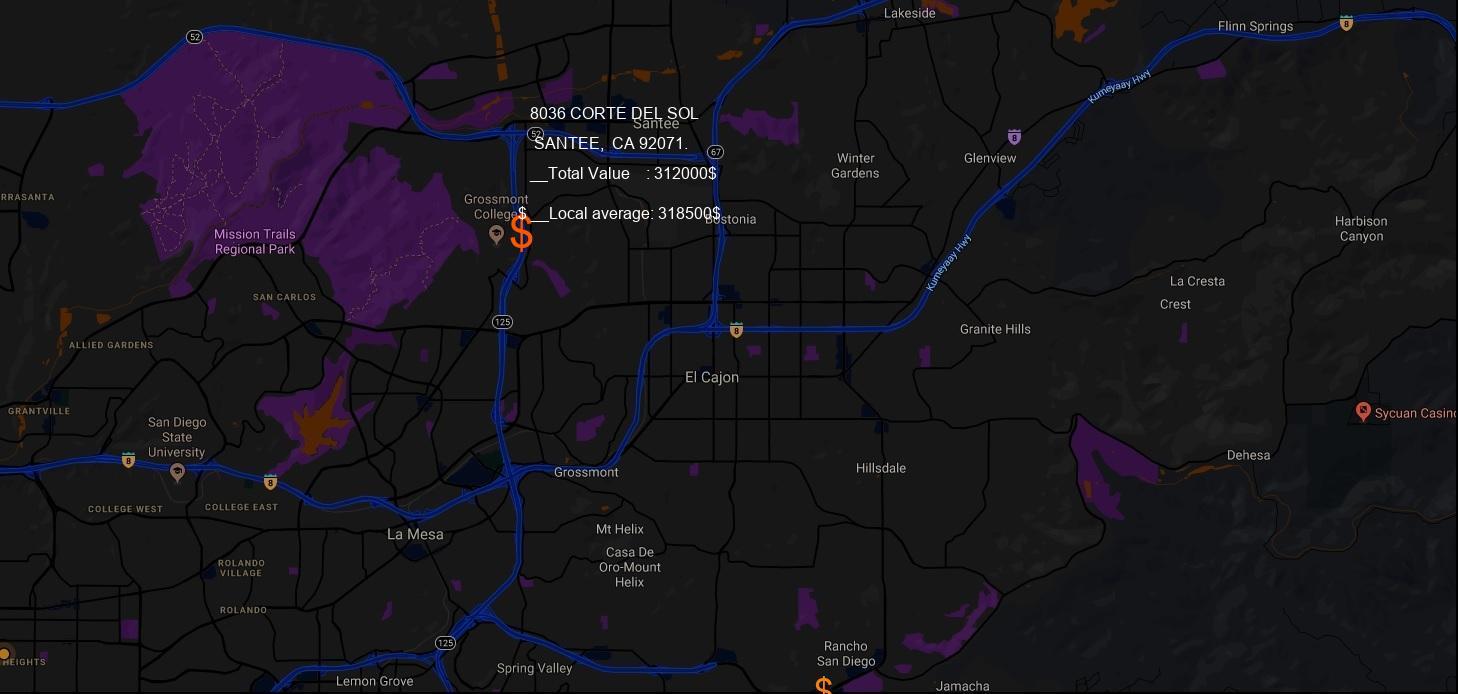 Lakeside
Flinn Springs
8
52
Kumeyaay Hwy
8036 CORTE DEL SOL
Santee
52
SANTEE, CA 92071.
67
8
__Total Value : 312000$
Winter
Gardens
Glenview
RRASANTA
Grossmont
College
$__Local average: 318500$
Bostonia
$
Mission Trails
Regional Park
Harbison
Canyon
Kumeyaay Hwy
La Cresta
Crest
SAN CARLOS
125
8
Granite Hills
ALLIED GARDENS
El Cajon
GRANTVILLE
Sycuan Casino
San Diego
State
University
8
8
Grossmont
Hillsdale
Dehesa
COLLEGE WEST
COLLEGE EAST
La Mesa
Mt Helix
Casa De
Oro-Mount
Helix
ROLANDO
VILLAGE
ROLANDO
125
HEIGHTS
Rancho
San Diego
Spring Valley
Lemon Grove
$
Jamacha